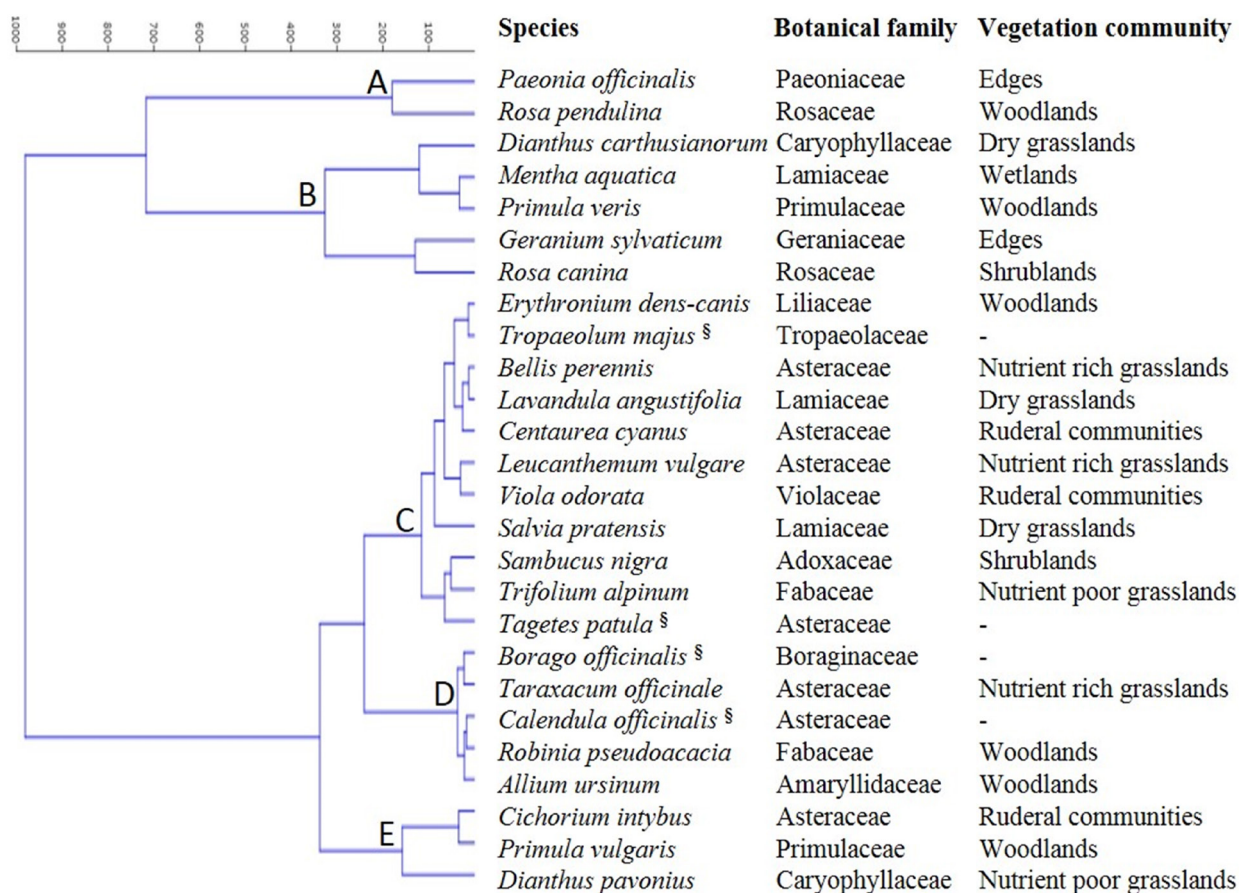 1000 900 800 700 600 500 400 300 200 100
Species Botanical family Vegetation community
A
Paeonia officinalis Paeoniaceae Edges
Rosa pendulina Rosaceae Woodlands
Dianthus carthusianorum Caryophyllaceae Dry grasslands
Mentha aquatica Lamiaceae Wetlands
B
Primula veris Primulaceae Woodlands
Geranium sylvaticum Geraniaceae Edges
Rosa canina Rosaceae Shrublands
Erythronium dens-canis Liliaceae Woodlands
Tropaeolum majus § Tropaeolaceae -
Bellis perennis Asteraceae Nutrient rich grasslands
Lavandula angustifolia Lamiaceae Dry grasslands
Centaurea cyanus Asteraceae Ruderal communities
Leucanthemum vulgare Asteraceae Nutrient rich grasslands
Viola odorata Violaceae Ruderal communities
C
Salvia pratensis Lamiaceae Dry grasslands
Sambucus nigra Adoxaceae Shrublands
Trifolium alpinum Fabaceae Nutrient poor grasslands
Tagetes patula § Asteraceae -
Borago officinalis § Boraginaceae -
D
Taraxacum officinale Asteraceae Nutrient rich grasslands
Calendula officinalis § Asteraceae -
Robinia pseudoacacia Fabaceae Woodlands
Allium ursinum Amaryllidaceae Woodlands
Cichorium intybus Asteraceae Ruderal communities
E
Primula vulgaris Primulaceae Woodlands
Dianthus pavonius Caryophyllaceae Nutrient poor grasslands